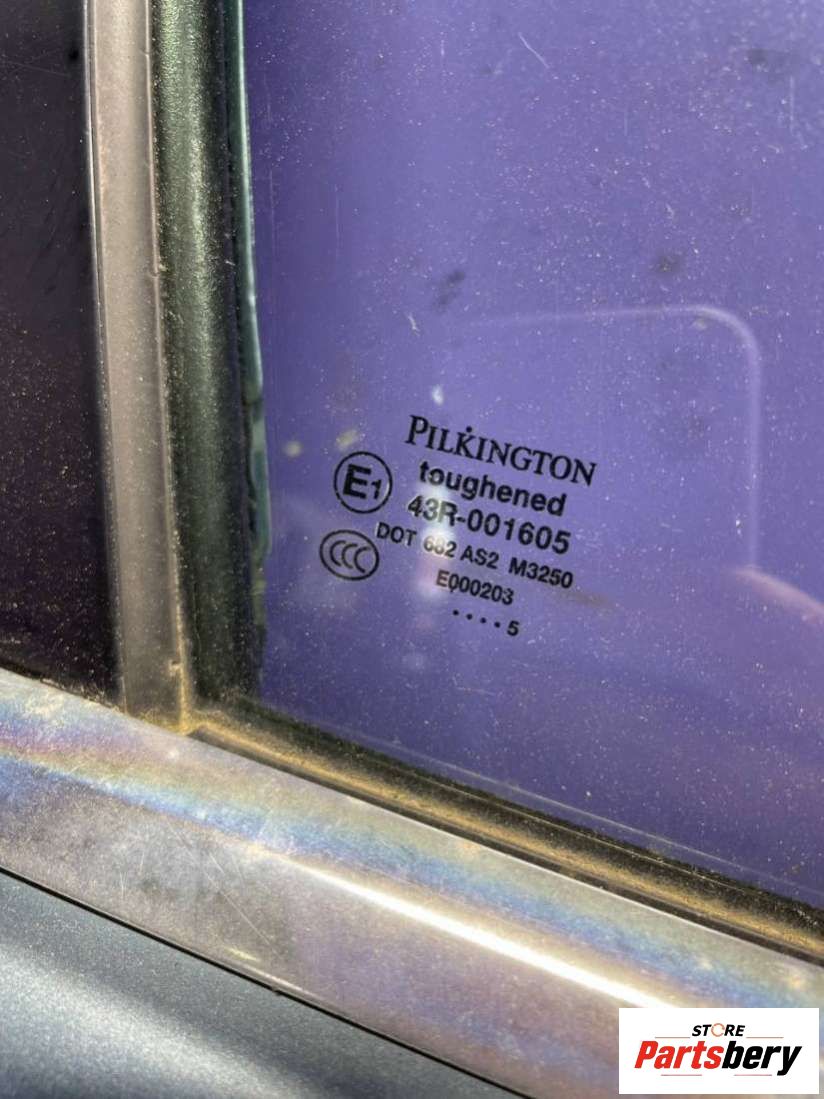 PILKINGTON
toughened
E1 43R-001605
CCC DOT 682 AS2 M3250
E000203
....5
STORE
Partsbery